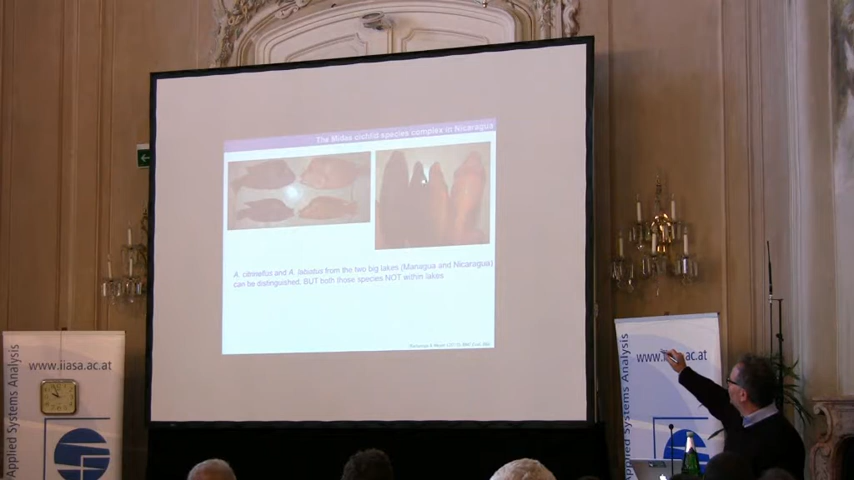 The Midas cichlid species complex in Nicaragua
A. citrinellus and A. labiatus from the two big lakes (Managua and Nicaragua)
can be distinguished, BUT both those species NOT within lakes
www.iiasa.ac.at
Applied Systems Analysis
www.ii
.ac.at
Applied Systems Analysis